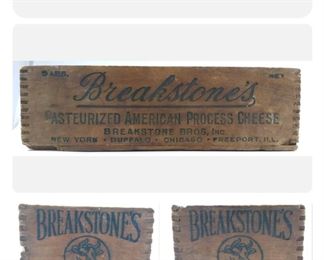 5 LBS. NET
Breakstone's
PASTEURIZED AMERICAN PROCESS CHEESE
BREAKSTONE BROS. INC.
NEW YORK · BUFFALO · CHICAGO · FREEPORT, ILL.
BREAKSTONE'S BREAKSTONE'S